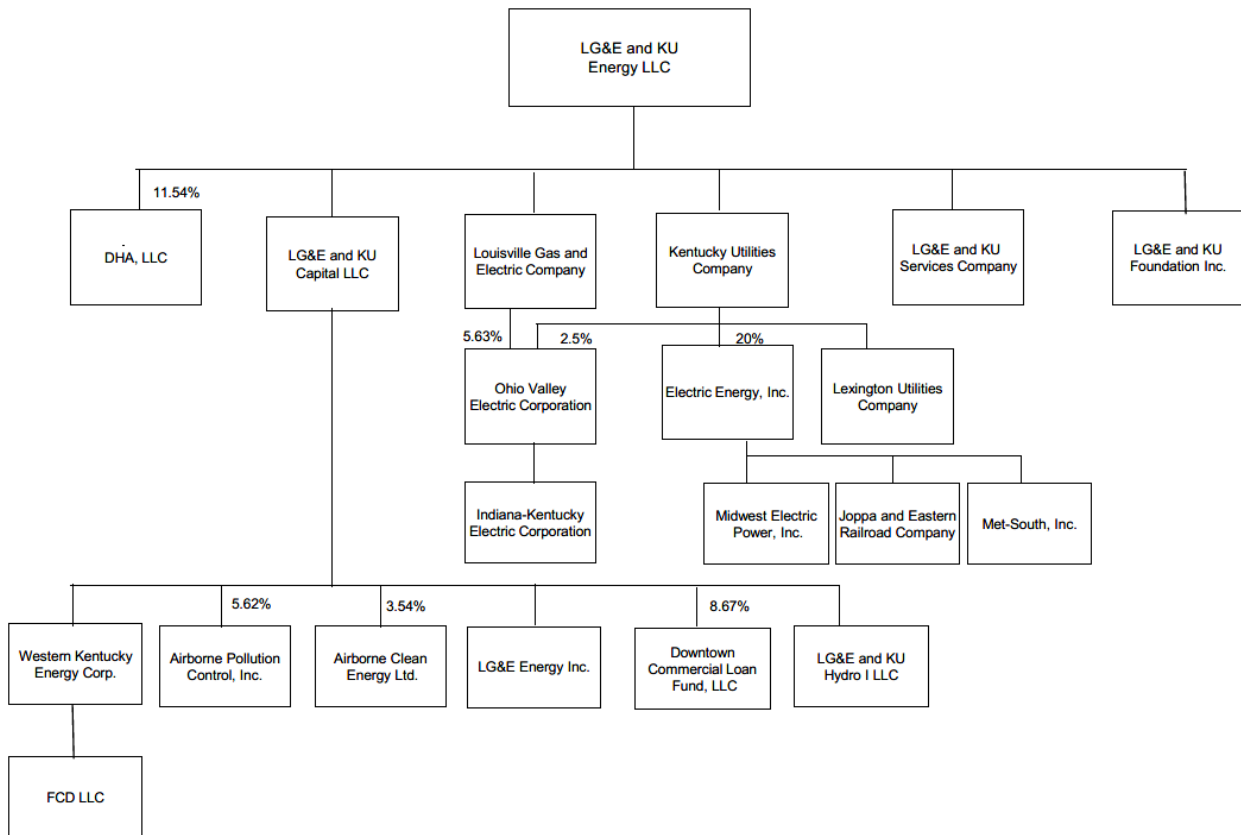 LG&E and KU
Energy LLC
11.54%
DHA, LLC
LG&E and KU
Capital LLC
Louisville Gas and
Electric Company
Kentucky Utilities
Company
LG&E and KU
Services Company
LG&E and KU
Foundation Inc.
5.63%
2.5%
20%
Ohio Valley
Electric Corporation
Electric Energy, Inc.
Lexington Utilities
Company
Indiana-Kentucky
Electric Corporation
Midwest Electric
Power, Inc.
Joppa and Eastern
Railroad Company
Met-South, Inc.
5.62%
3.54%
8.67%
Western Kentucky
Energy Corp.
Airborne Pollution
Control, Inc.
Airborne Clean
Energy Ltd.
LG&E Energy Inc.
Downtown
Commercial Loan
Fund, LLC
LG&E and KU
Hydro I LLC
FCD LLC